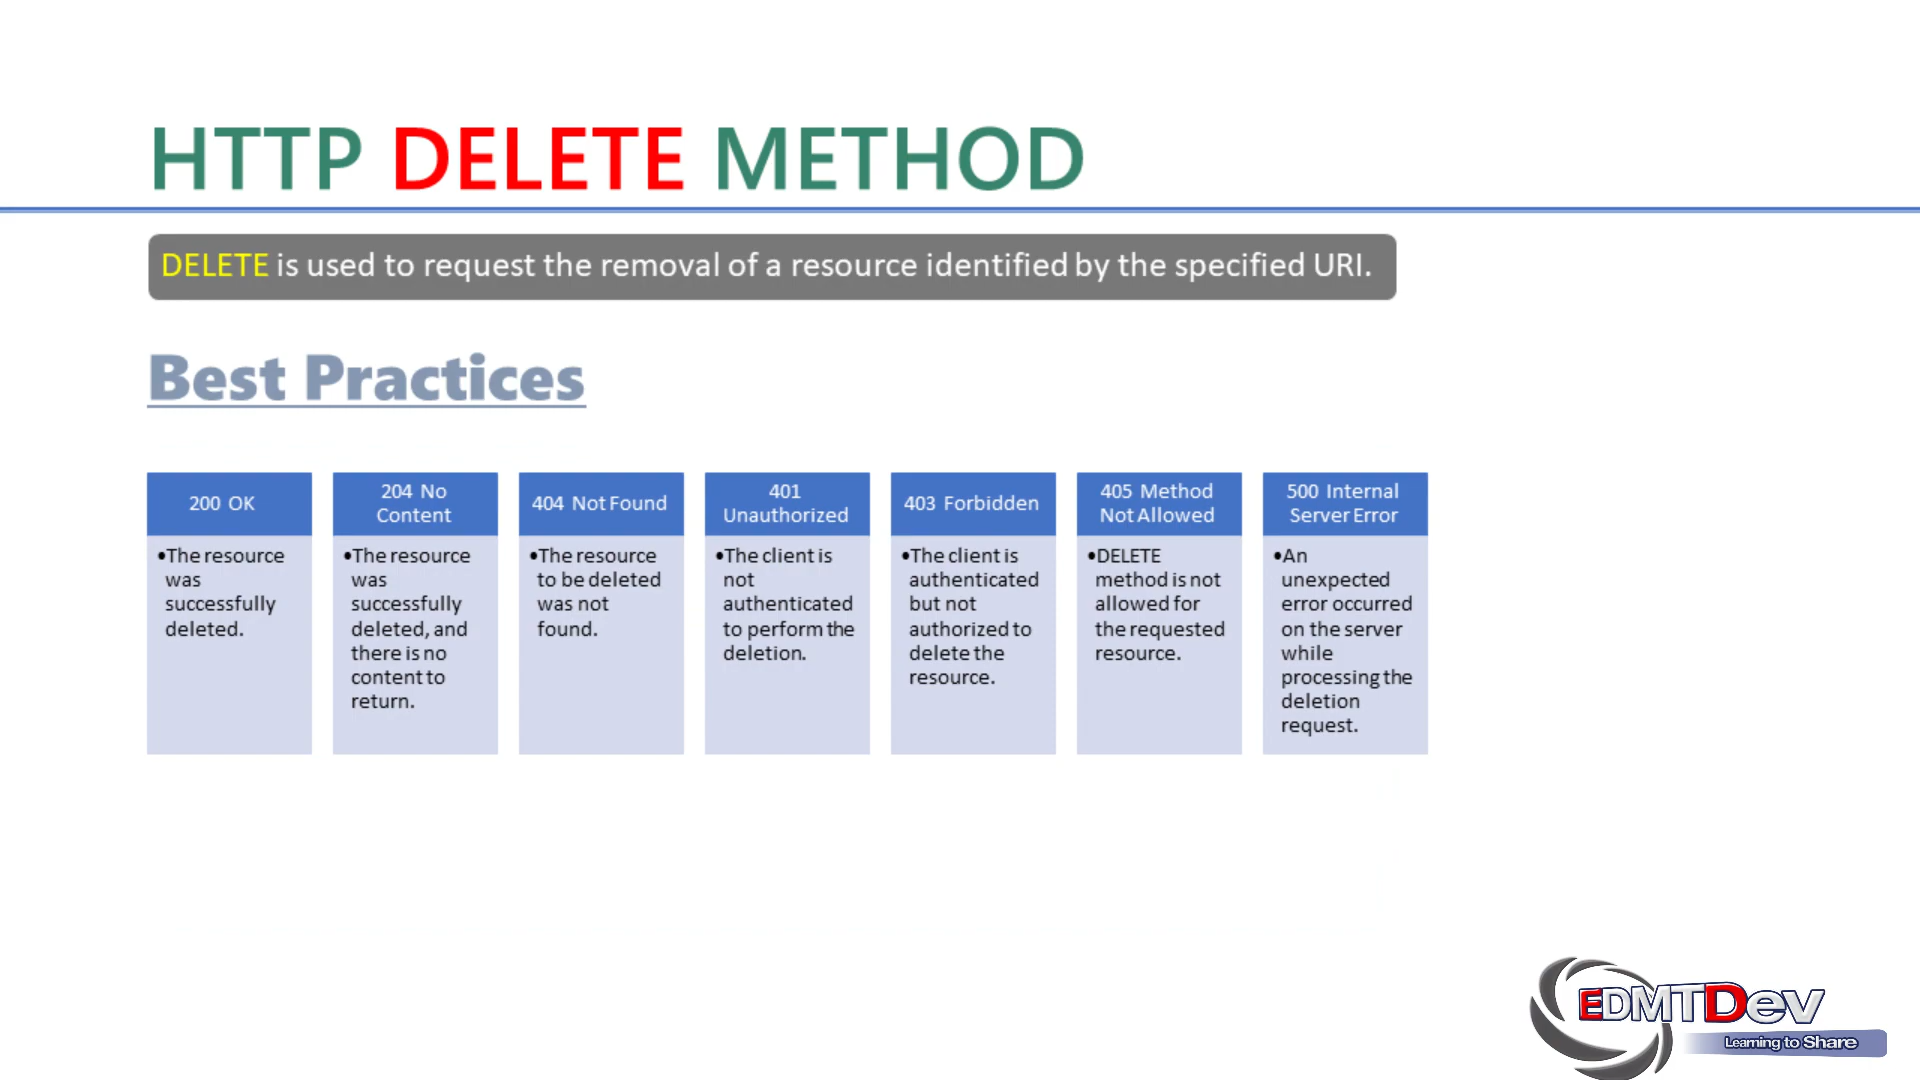 HTTP DELETE METHOD
DELETE is used to request the removal of a resource identified by the specified URI.
Best Practices
200 OK
•The resource
was
successfully
deleted.
204 No
Content
•The resource
was
successfully
deleted, and
there is no
content to
return.
404 Not Found
•The resource
to be deleted
was not
found.
401
Unauthorized
•The client is
not
authenticated
to perform the
deletion.
403 Forbidden
•The client is
authenticated
but not
authorized to
delete the
resource.
405 Method
Not Allowed
•DELETE
method is not
allowed for
the requested
resource.
500 Internal
Server Error
•An
unexpected
error occurred
on the server
while
processing the
deletion
request.
EDMTDev
Learning to Share